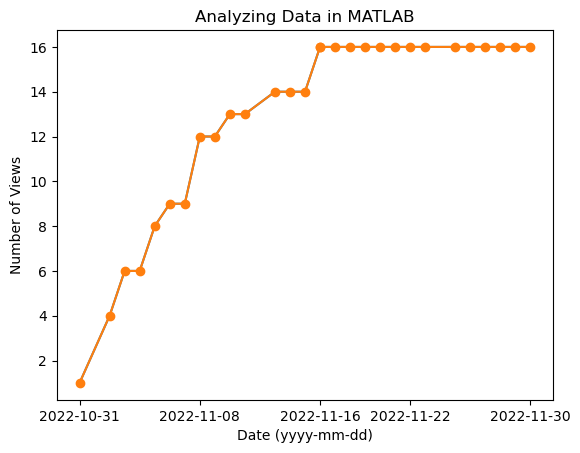 Analyzing Data in MATLAB
16
14
12
10
8
6
4
2
Number of Views
2022-10-31 2022-11-08 2022-11-16 2022-11-22 2022-11-30
Date (yyyy-mm-dd)